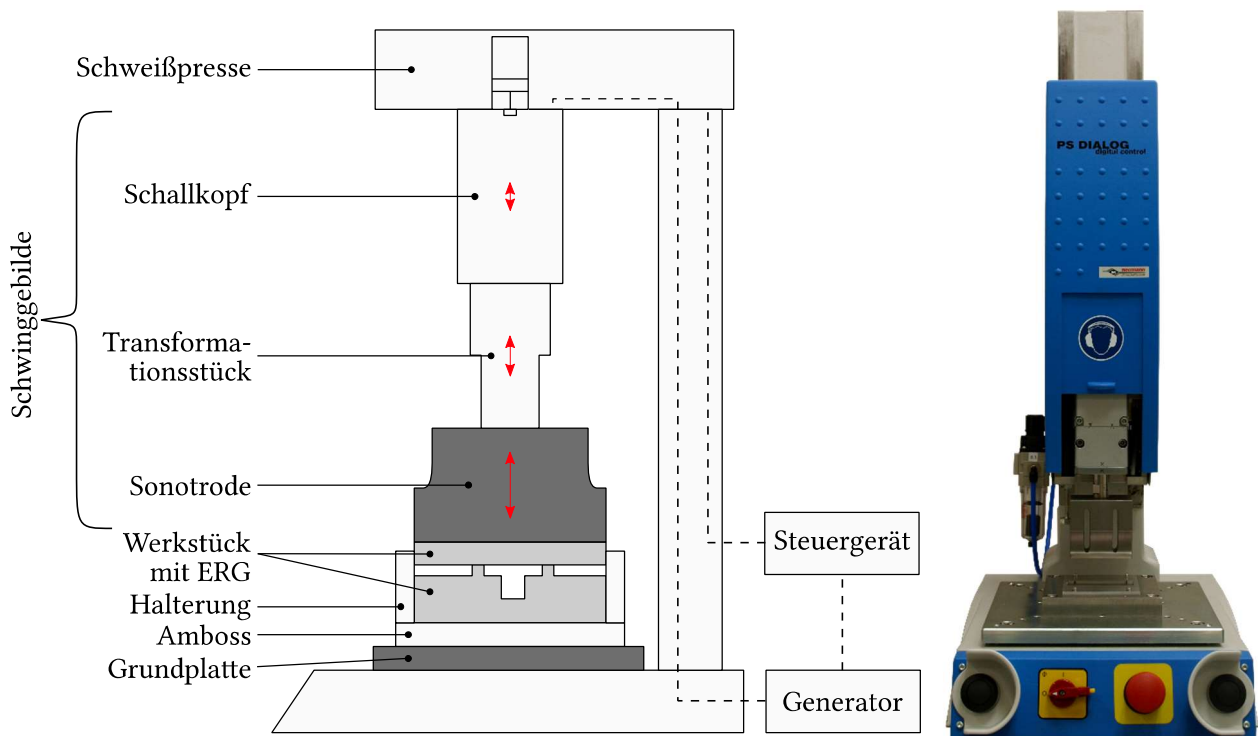 Schweißpresse
Schallkopf
Schwinggebilde
Transforma-
tionsstück
Sonotrode
Werkstück
mit ERG
Halterung
Amboss
Grundplatte
Steuergerät
Generator
PS DIALOG
digital control